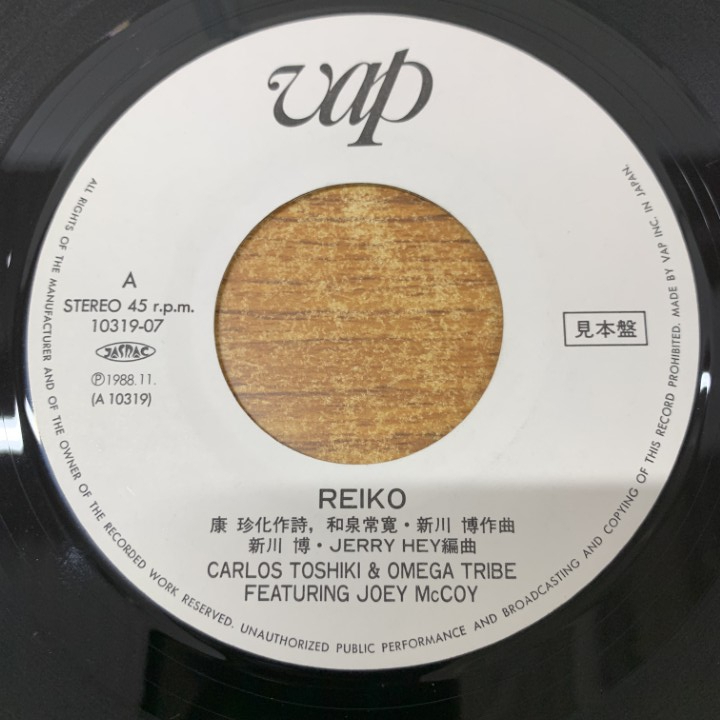 vap
A
STEREO 45 r.p.m.
10319-07
JASRAC
Ⓟ1988.11.
(A 10319)
見本盤
REIKO
康 珍化作詩, 和泉常寛・新川 博作曲
新川 博・JERRY HEY編曲
CARLOS TOSHIKI & OMEGA TRIBE
FEATURING JOEY McCOY
ALL RIGHTS OF THE MANUFACTURER AND OF THE OWNER OF THE RECORDED WORK RESERVED. UNAUTHORIZED PUBLIC PERFORMANCE AND BROADCASTING AND COPYING OF THIS RECORD PROHIBITED. MADE BY VAP INC. IN JAPAN.